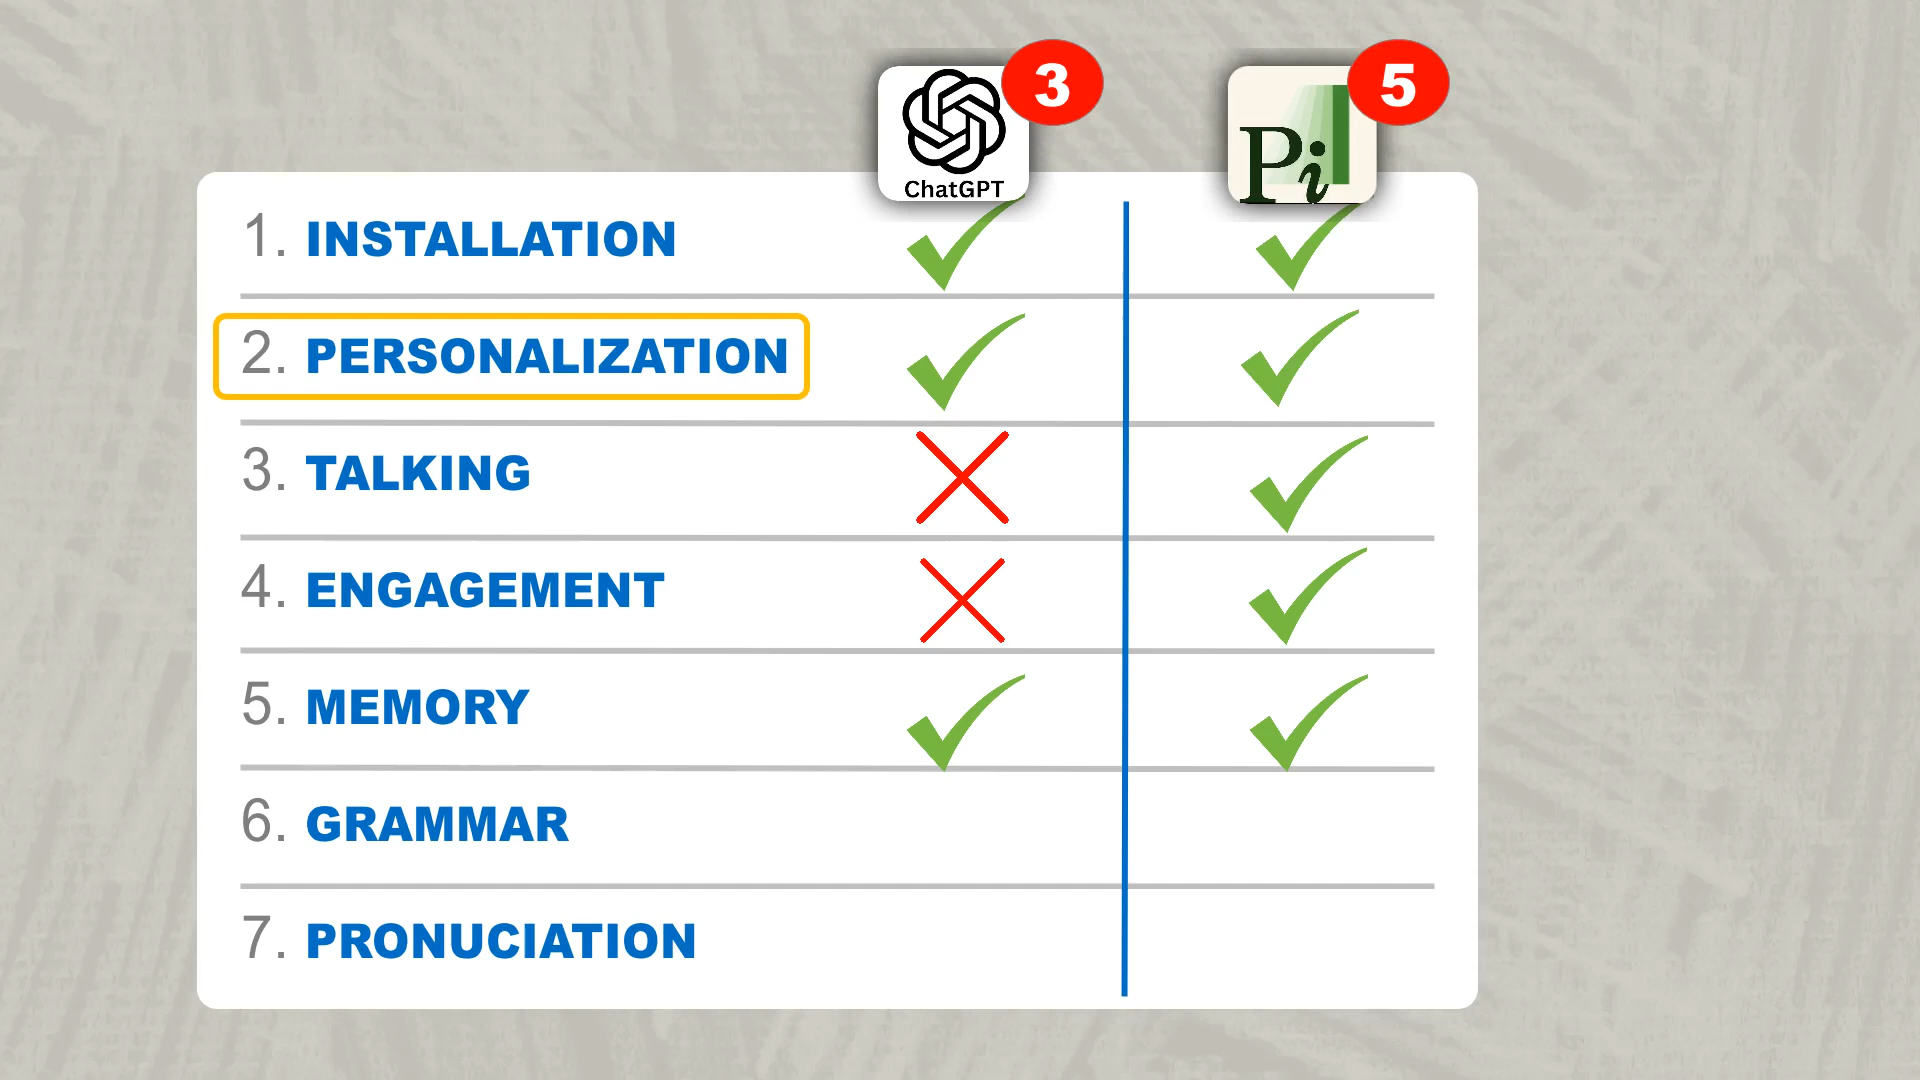 3
5
ChatGPT
Pi
1. INSTALLATION
2. PERSONALIZATION
3. TALKING
4. ENGAGEMENT
5. MEMORY
6. GRAMMAR
7. PRONUCIATION